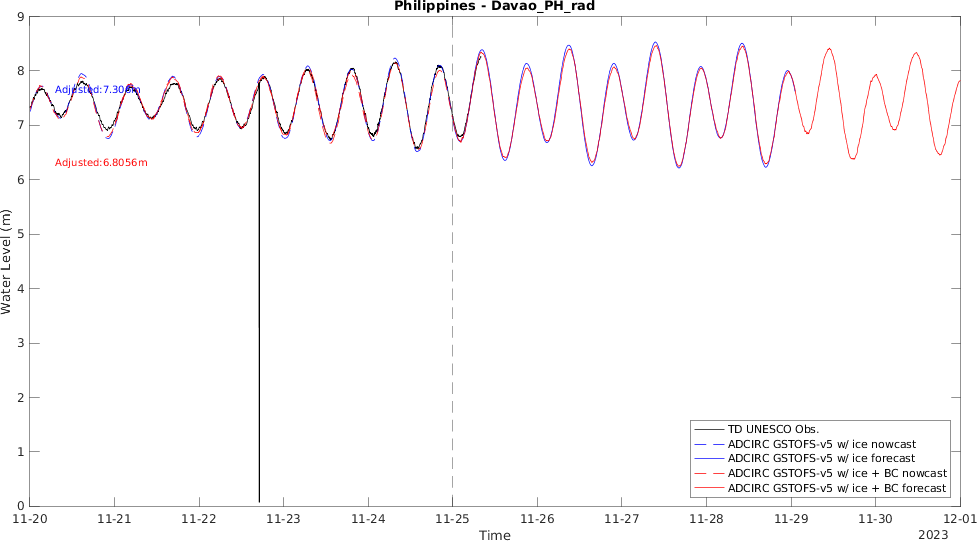 Philippines - Davao_PH_rad
9
8
7
6
5
4
3
2
1
0
Water Level (m)
Adjusted:7.306m
Adjusted:6.8056m
TD UNESCO Obs.
ADCIRC GSTOFS-v5 w/ ice nowcast
ADCIRC GSTOFS-v5 w/ ice forecast
ADCIRC GSTOFS-v5 w/ ice + BC nowcast
ADCIRC GSTOFS-v5 w/ ice + BC forecast
11-20 11-21 11-22 11-23 11-24 11-25 11-26 11-27 11-28 11-29 11-30 12-01
Time
2023